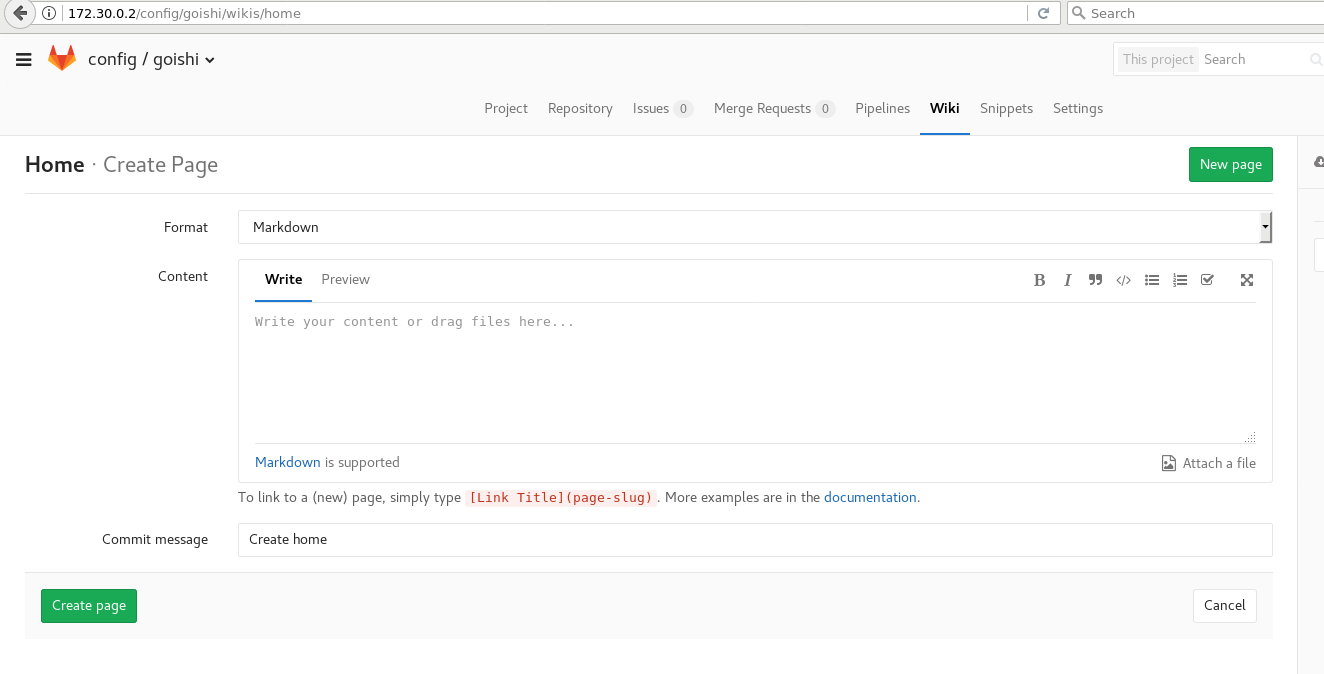 172.30.0.2/config/goishi/wikis/home
Search
config / goishi
This project Search
Project Repository Issues 0 Merge Requests 0 Pipelines Wiki Snippets Settings
Home · Create Page
New page
Format
Markdown
Content
Write Preview
Write your content or drag files here...
Markdown is supported
Attach a file
To link to a (new) page, simply type [Link Title](page-slug). More examples are in the documentation.
Commit message
Create home
Create page
Cancel